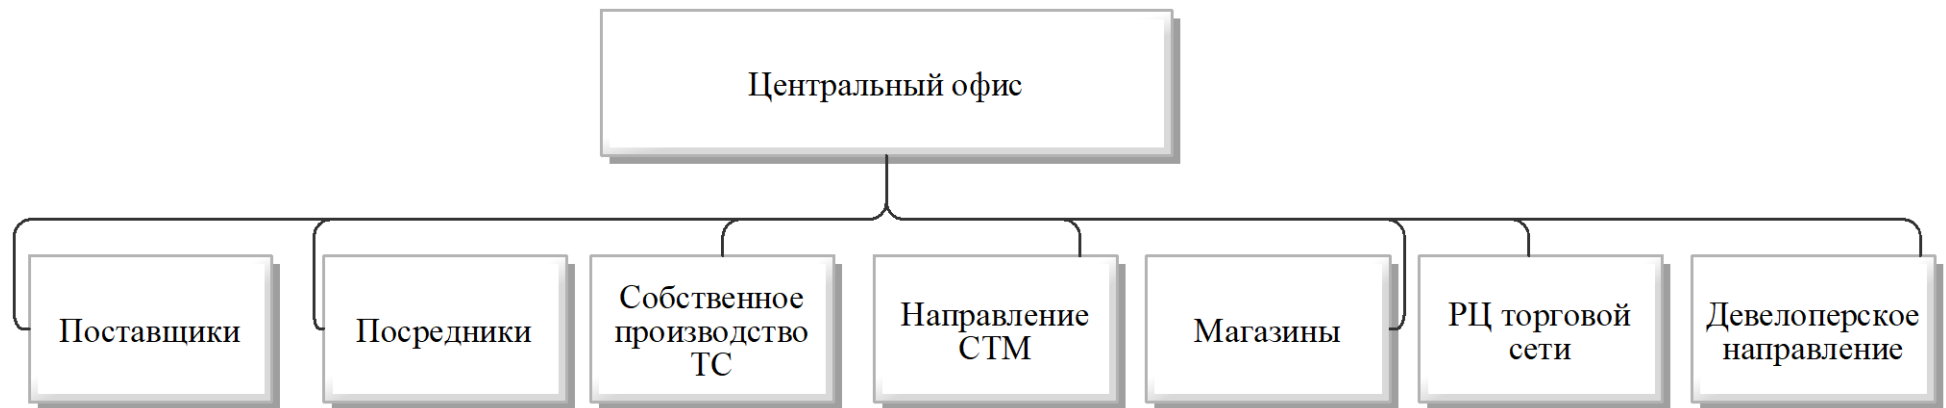 Центральный офис
Поставщики
Посредники
Собственное
производство
ТС
Направление
СТМ
Магазины
РЦ торговой
сети
Девелоперское
направление